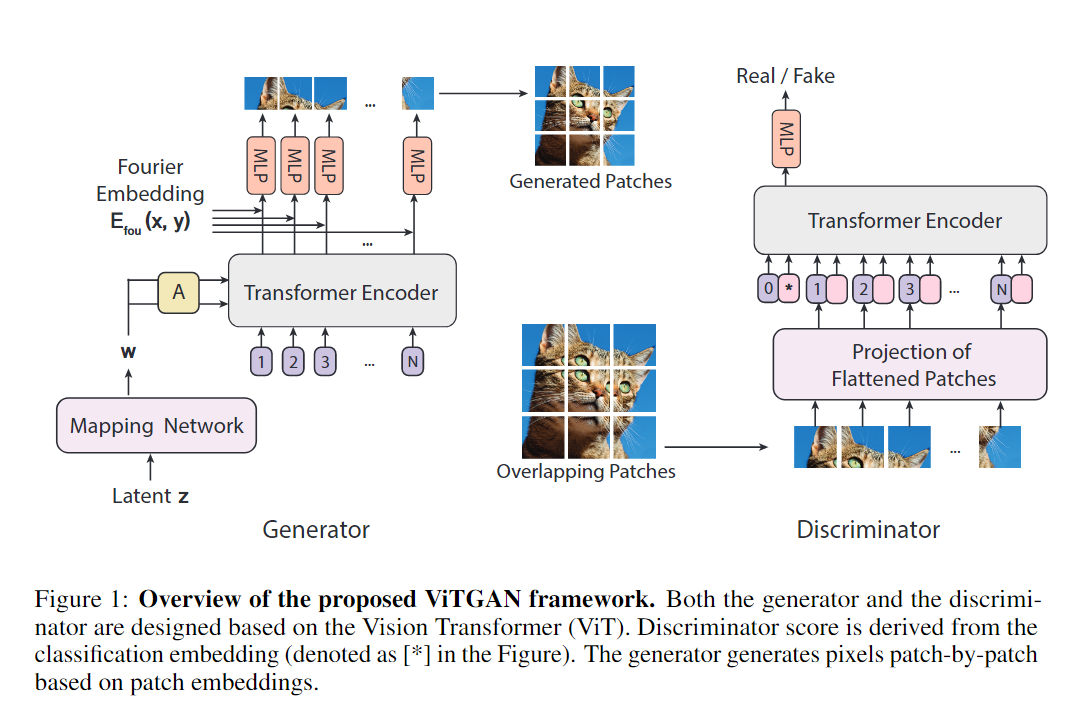 Real / Fake
MLP
MLP
MLP
MLP
...
MLP
Fourier
Embedding
E_fou (x, y)
...
Generated Patches
Transformer Encoder
A
Transformer Encoder
0 * 1 2 3 ... N
w
1 2 3 ... N
Projection of
Flattened Patches
Mapping Network
Overlapping Patches
...
Latent z
Generator
Discriminator
Figure 1: Overview of the proposed ViTGAN framework. Both the generator and the discrimi-
nator are designed based on the Vision Transformer (ViT). Discriminator score is derived from the
classification embedding (denoted as [*] in the Figure). The generator generates pixels patch-by-patch
based on patch embeddings.